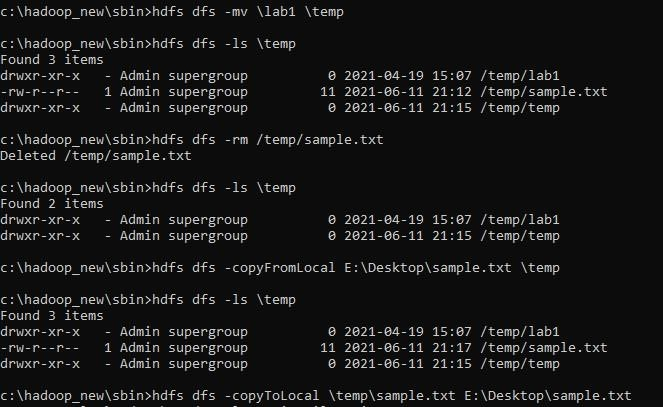 c:\hadoop_new\sbin>hdfs dfs -mv \lab1 \temp
c:\hadoop_new\sbin>hdfs dfs -ls \temp
Found 3 items
drwxr-xr-x   - Admin supergroup          0 2021-04-19 15:07 /temp/lab1
-rw-r--r--   1 Admin supergroup         11 2021-06-11 21:12 /temp/sample.txt
drwxr-xr-x   - Admin supergroup          0 2021-06-11 21:15 /temp/temp
c:\hadoop_new\sbin>hdfs dfs -rm /temp/sample.txt
Deleted /temp/sample.txt
c:\hadoop_new\sbin>hdfs dfs -ls \temp
Found 2 items
drwxr-xr-x   - Admin supergroup          0 2021-04-19 15:07 /temp/lab1
drwxr-xr-x   - Admin supergroup          0 2021-06-11 21:15 /temp/temp
c:\hadoop_new\sbin>hdfs dfs -copyFromLocal E:\Desktop\sample.txt \temp
c:\hadoop_new\sbin>hdfs dfs -ls \temp
Found 3 items
drwxr-xr-x   - Admin supergroup          0 2021-04-19 15:07 /temp/lab1
-rw-r--r--   1 Admin supergroup         11 2021-06-11 21:17 /temp/sample.txt
drwxr-xr-x   - Admin supergroup          0 2021-06-11 21:15 /temp/temp
c:\hadoop_new\sbin>hdfs dfs -copyToLocal \temp\sample.txt E:\Desktop\sample.txt